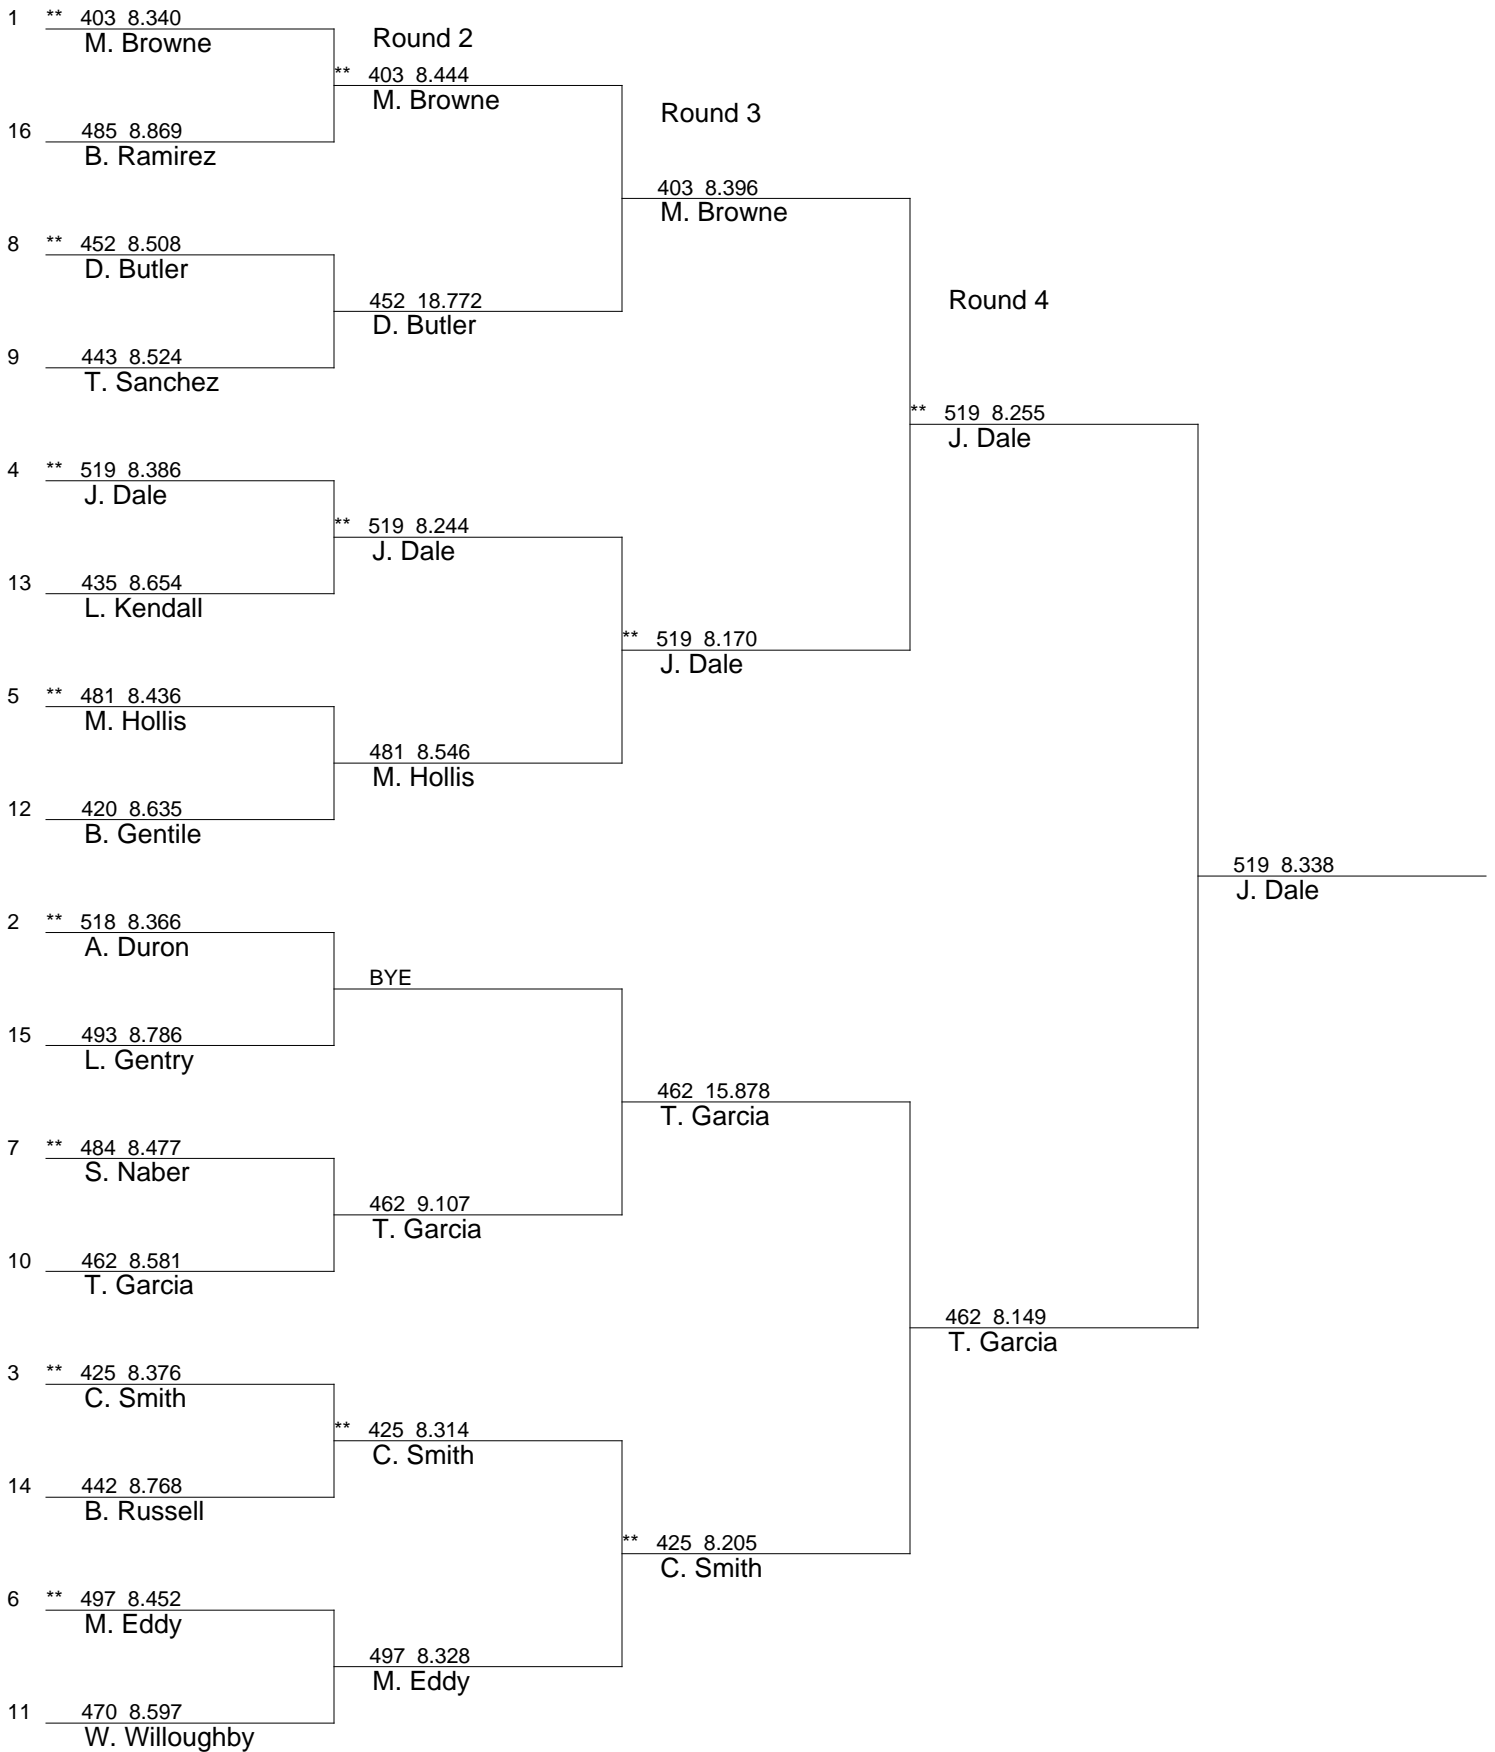 1 ** 403 8.340
M. Browne
Round 2
** 403 8.444
M. Browne
Round 3
16 485 8.869
B. Ramirez
403 8.396
M. Browne
8 ** 452 8.508
D. Butler
452 18.772
D. Butler
Round 4
9 443 8.524
T. Sanchez
** 519 8.255
J. Dale
4 ** 519 8.386
J. Dale
** 519 8.244
J. Dale
13 435 8.654
L. Kendall
** 519 8.170
J. Dale
5 ** 481 8.436
M. Hollis
481 8.546
M. Hollis
12 420 8.635
B. Gentile
519 8.338
J. Dale
2 ** 518 8.366
A. Duron
BYE
15 493 8.786
L. Gentry
462 15.878
T. Garcia
7 ** 484 8.477
S. Naber
462 9.107
T. Garcia
10 462 8.581
T. Garcia
462 8.149
T. Garcia
3 ** 425 8.376
C. Smith
** 425 8.314
C. Smith
14 442 8.768
B. Russell
** 425 8.205
C. Smith
6 ** 497 8.452
M. Eddy
497 8.328
M. Eddy
11 470 8.597
W. Willoughby